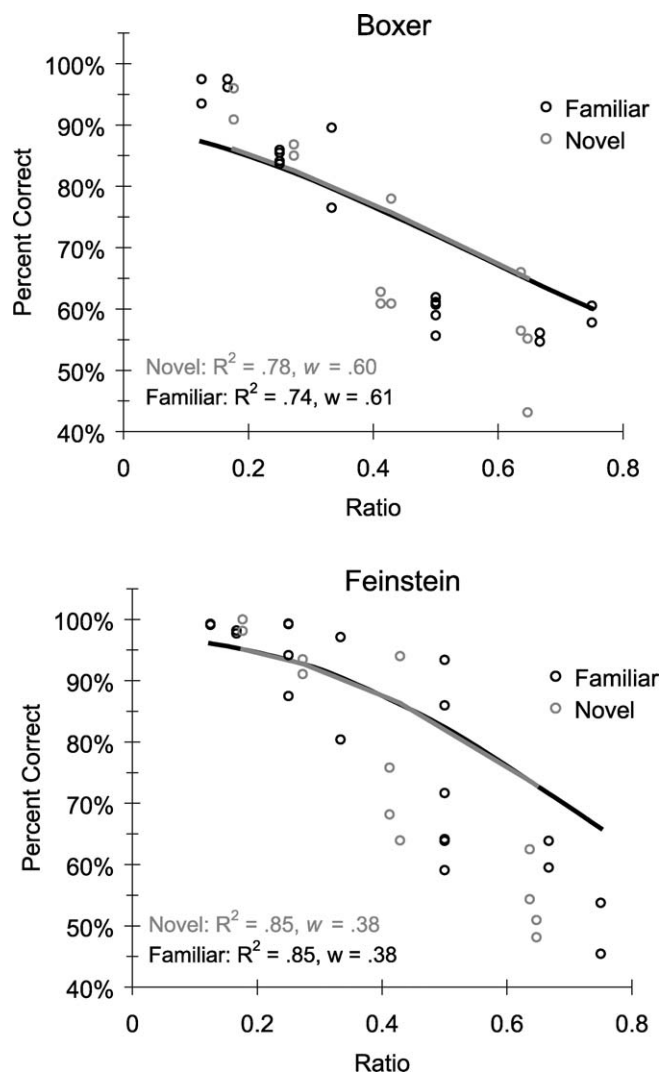 Boxer
100%
90%
80%
70%
60%
50%
40%
Percent Correct
Familiar
Novel
Novel: R² = .78, w = .60
Familiar: R² = .74, w = .61
0 0.2 0.4 0.6 0.8
Ratio
Feinstein
100%
90%
80%
70%
60%
50%
40%
Percent Correct
Familiar
Novel
Novel: R² = .85, w = .38
Familiar: R² = .85, w = .38
0 0.2 0.4 0.6 0.8
Ratio